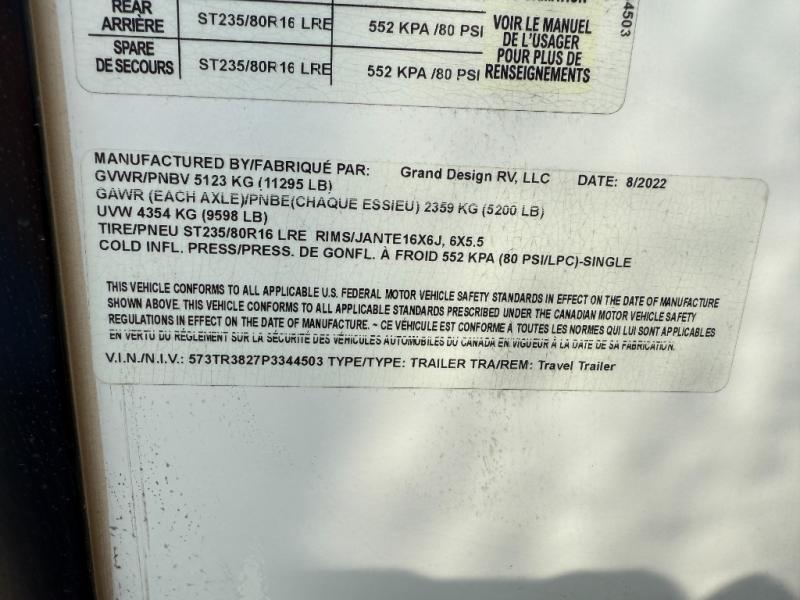 REAR
ARRIÈRE
ST235/80R16 LRE
552 KPA /80 PSI
SPARE
DE SECOURS
ST235/80R16 LRE
552 KPA /80 PSI
VOIR LE MANUEL
DE L'USAGER
POUR PLUS DE
RENSEIGNEMENTS
4503
MANUFACTURED BY/FABRIQUÉ PAR: Grand Design RV, LLC DATE: 8/2022
GVWR/PNBV 5123 KG (11295 LB)
GAWR (EACH AXLE)/PNBE(CHAQUE ESSIEU) 2359 KG (5200 LB)
UVW 4354 KG (9598 LB)
TIRE/PNEU ST235/80R16 LRE RIMS/JANTE16X6J, 6X5.5
COLD INFL. PRESS/PRESS. DE GONFL. À FROID 552 KPA (80 PSI/LPC)-SINGLE
THIS VEHICLE CONFORMS TO ALL APPLICABLE U.S. FEDERAL MOTOR VEHICLE SAFETY STANDARDS IN EFFECT ON THE DATE OF MANUFACTURE
SHOWN ABOVE. THIS VEHICLE CONFORMS TO ALL APPLICABLE STANDARDS PRESCRIBED UNDER THE CANADIAN MOTOR VEHICLE SAFETY
REGULATIONS IN EFFECT ON THE DATE OF MANUFACTURE. ~ CE VÉHICULE EST CONFORME À TOUTES LES NORMES QUI LUI SONT APPLICABLES
EN VERTU DU RÈGLEMENT SUR LA SÉCURITÉ DES VÉHICULES AUTOMOBILES DU CANADA EN VIGUEUR À LA DATE DE SA FABRICATION.
V.I.N./N.I.V.: 573TR3827P3344503 TYPE/TYPE: TRAILER TRA/REM: Travel Trailer